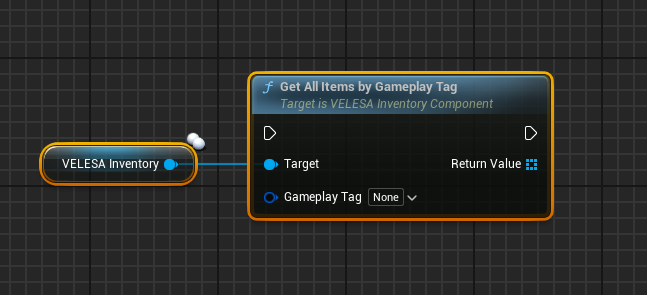 f Get All Items by Gameplay Tag
Target is VELESA Inventory Component
VELESA Inventory
Target
Return Value
Gameplay Tag None